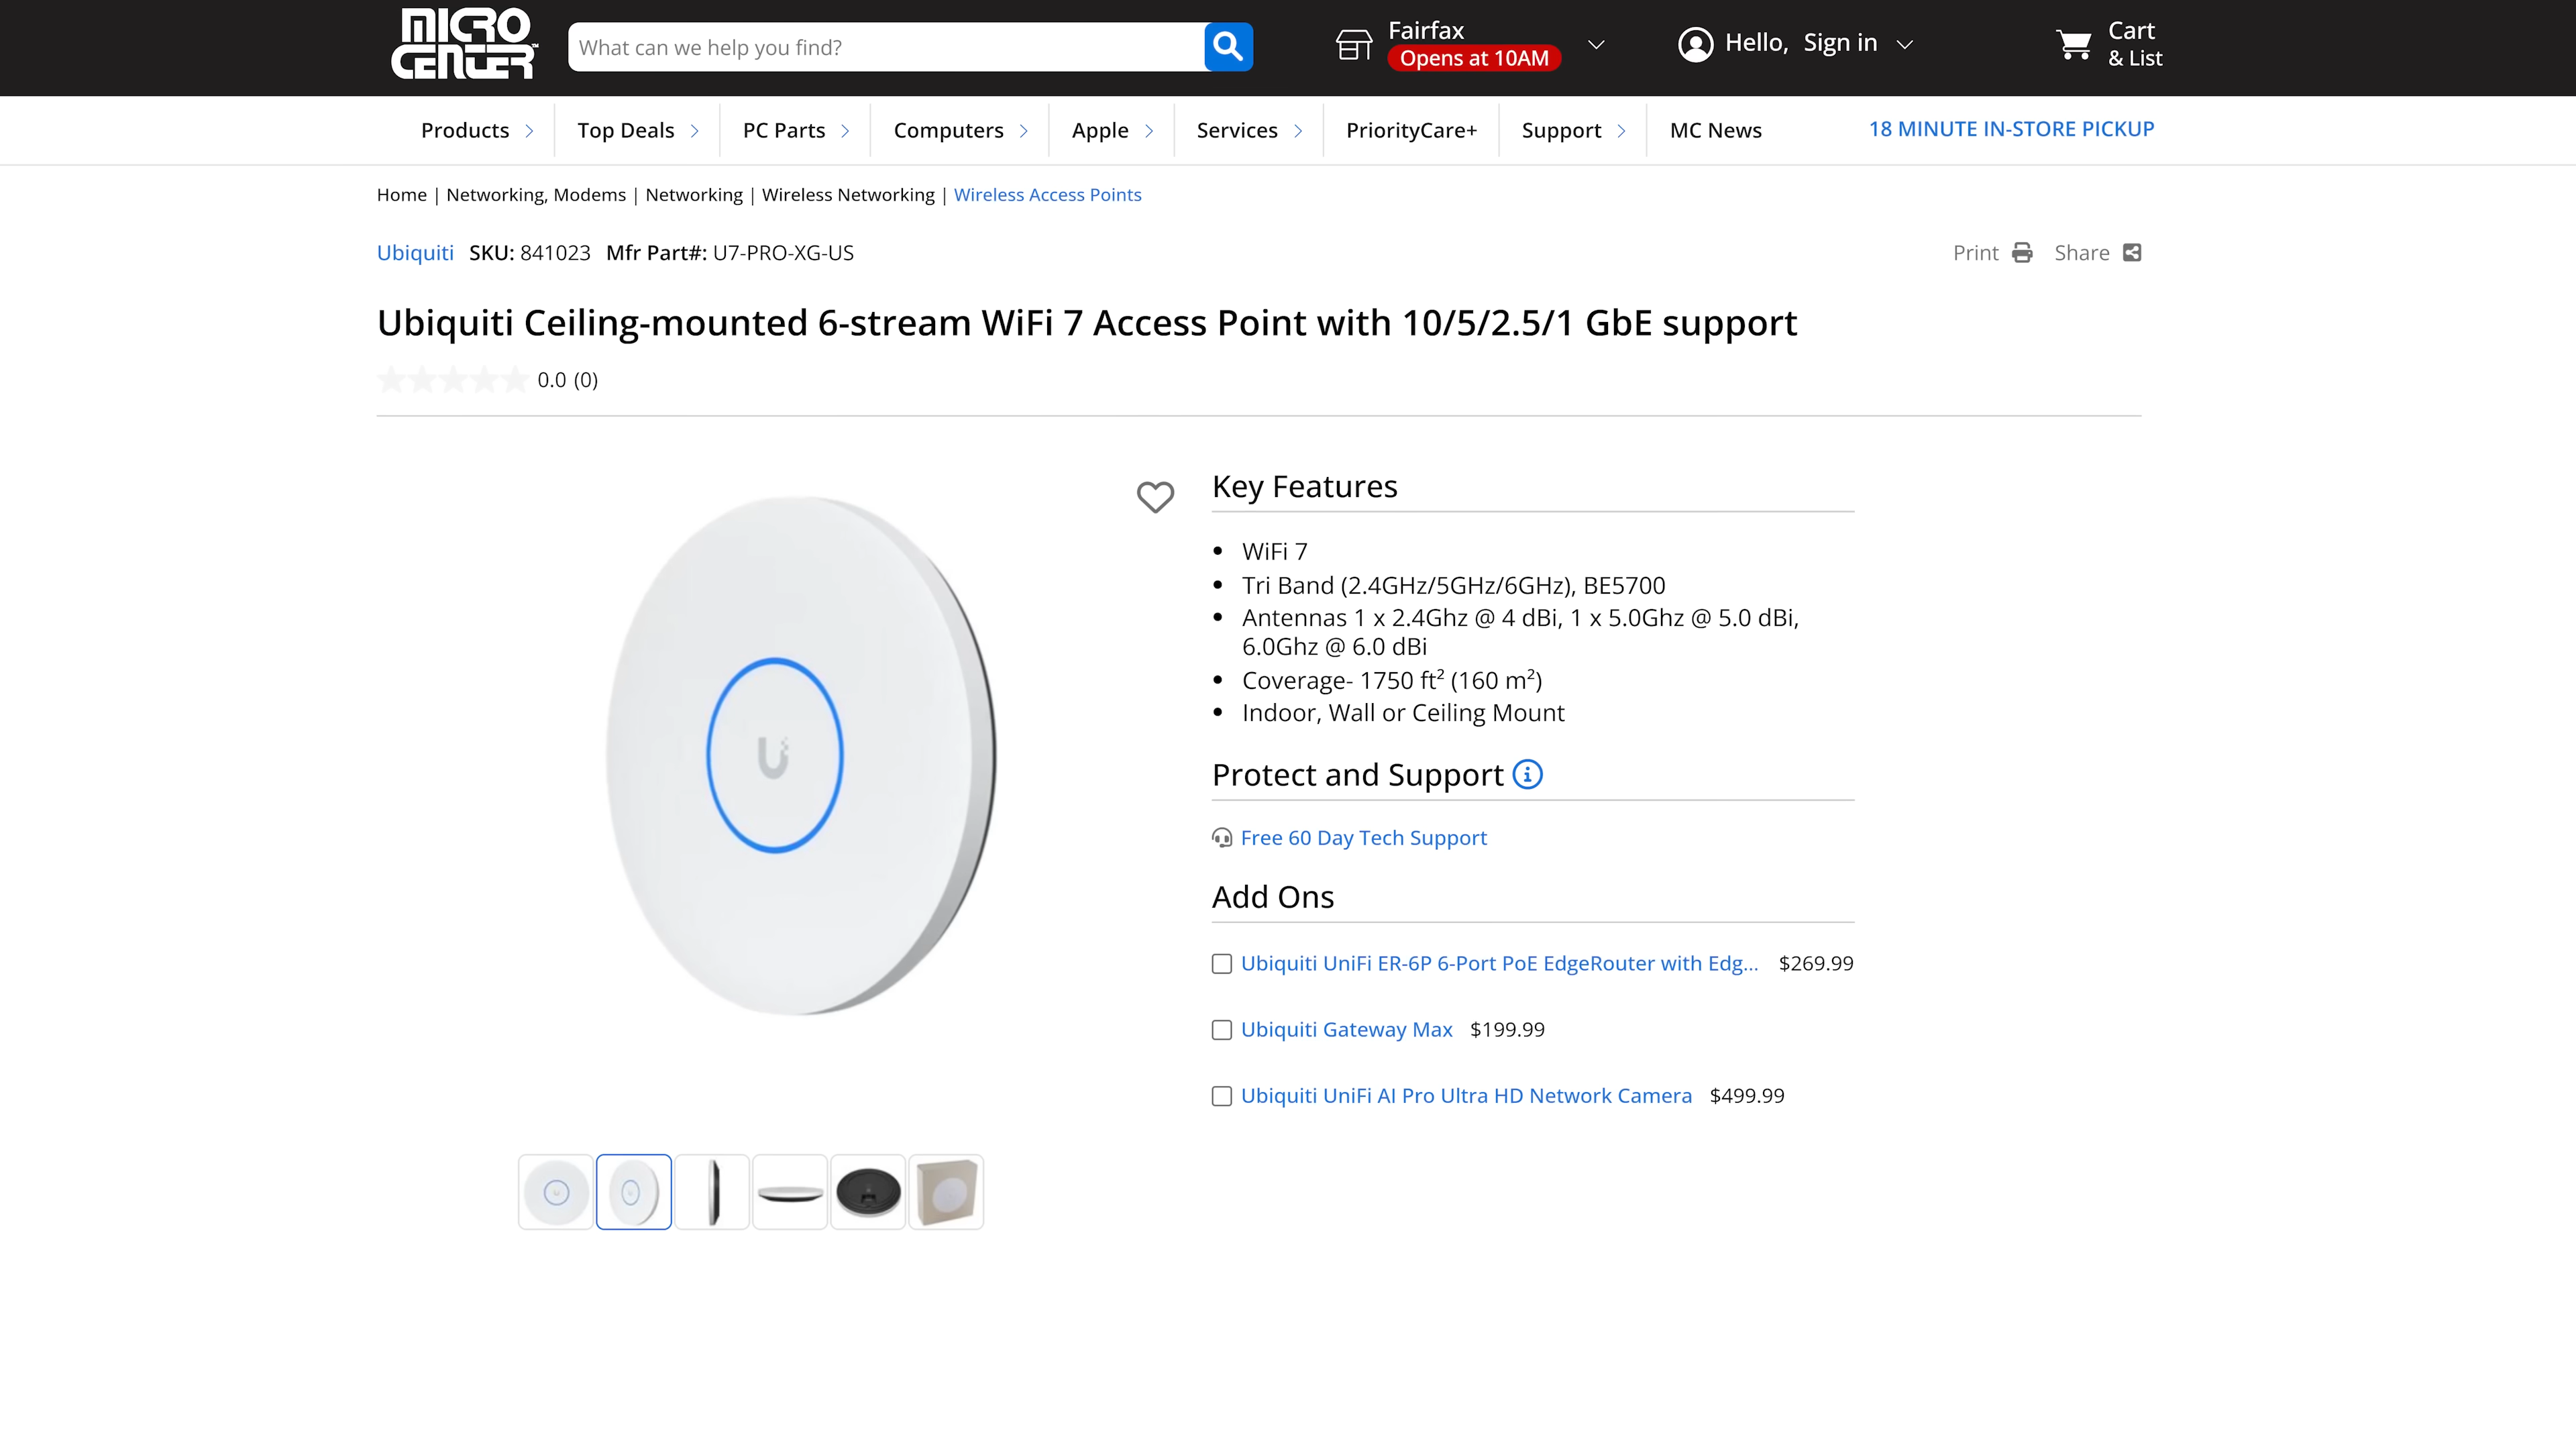 MICRO CENTER
What can we help you find?
Fairfax
Opens at 10AM
Hello, Sign in
Cart
& List
Products
Top Deals
PC Parts
Computers
Apple
Services
PriorityCare+
Support
MC News
18 MINUTE IN-STORE PICKUP
Home | Networking, Modems | Networking | Wireless Networking | Wireless Access Points
Ubiquiti SKU: 841023 Mfr Part#: U7-PRO-XG-US
Print
Share
Ubiquiti Ceiling-mounted 6-stream WiFi 7 Access Point with 10/5/2.5/1 GbE support
0.0 (0)
Key Features
• WiFi 7
• Tri Band (2.4GHz/5GHz/6GHz), BE5700
• Antennas 1 x 2.4Ghz @ 4 dBi, 1 x 5.0Ghz @ 5.0 dBi,
6.0Ghz @ 6.0 dBi
• Coverage- 1750 ft² (160 m²)
• Indoor, Wall or Ceiling Mount
Protect and Support
Free 60 Day Tech Support
Add Ons
Ubiquiti UniFi ER-6P 6-Port PoE EdgeRouter with Edg... $269.99
Ubiquiti Gateway Max $199.99
Ubiquiti UniFi AI Pro Ultra HD Network Camera $499.99